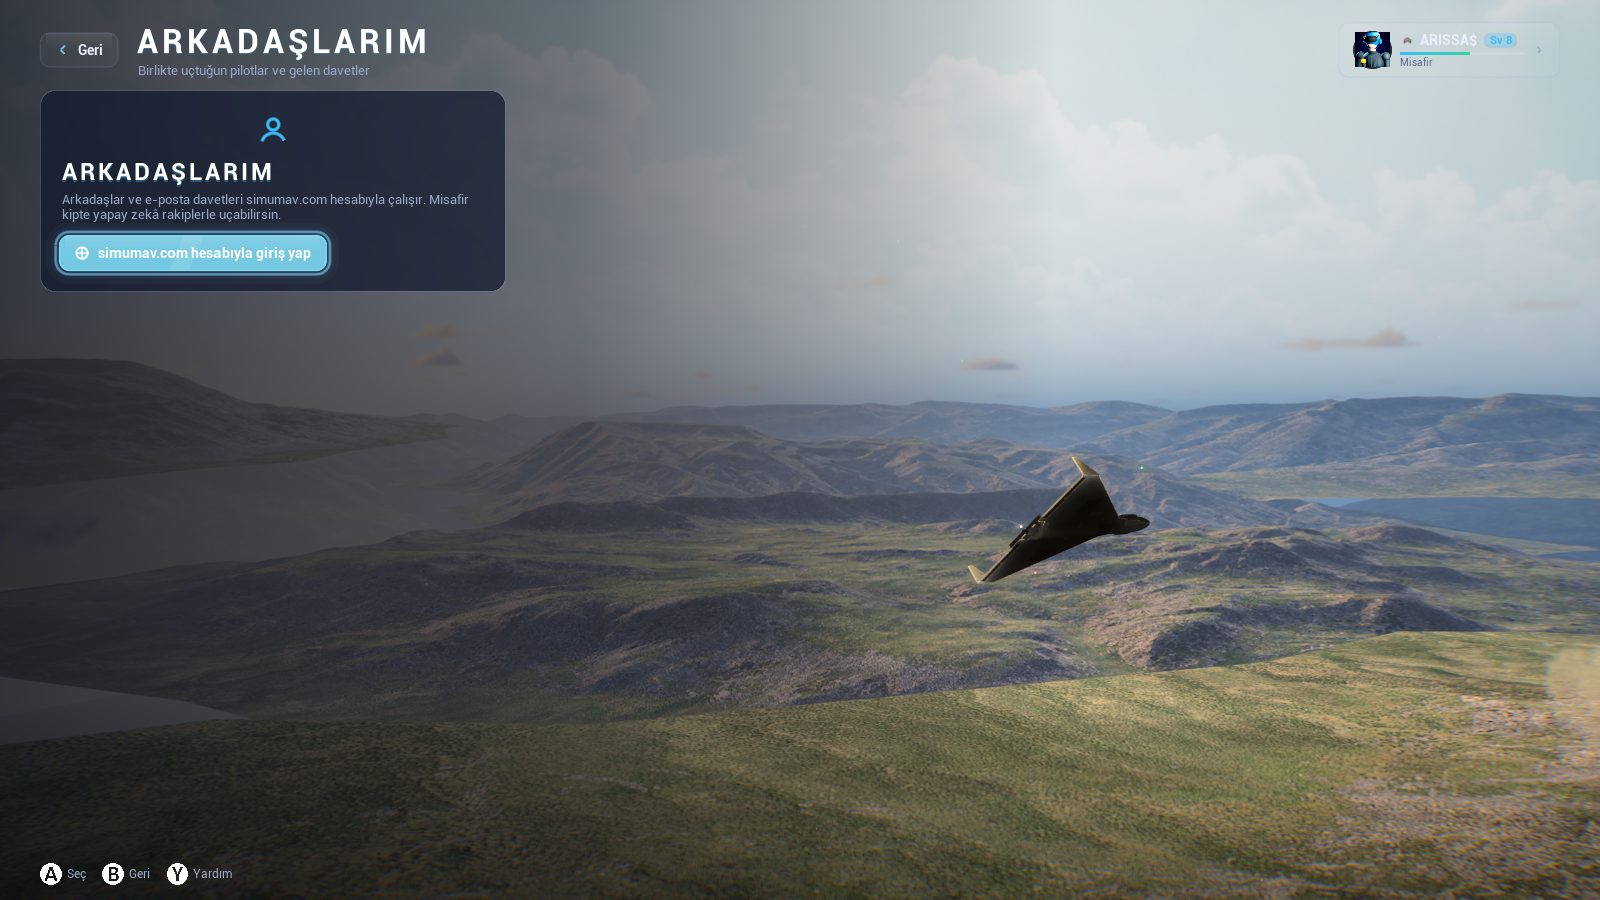 Geri
ARKADAŞLARIM
Birlikte uçtuğun pilotlar ve gelen davetler
ARISSA$ Sv 8
Misafir
ARKADAŞLARIM
Arkadaşlar ve e-posta davetleri simumav.com hesabıyla çalışır. Misafir
kipte yapay zekâ rakiplerle uçabilirsin.
simumav.com hesabıyla giriş yap
A Seç B Geri Y Yardım